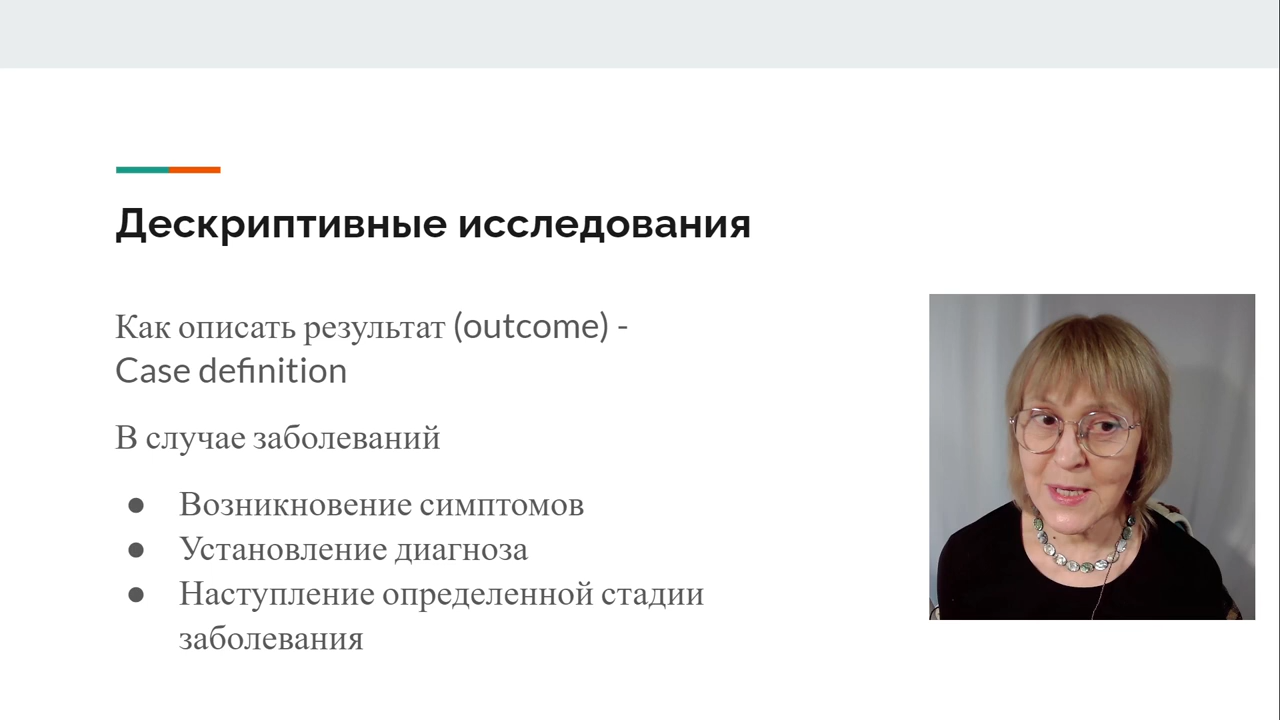 Дескриптивные исследования
Как описать результат (outcome) -
Case definition
В случае заболеваний
● Возникновение симптомов
● Установление диагноза
● Наступление определенной стадии
заболевания